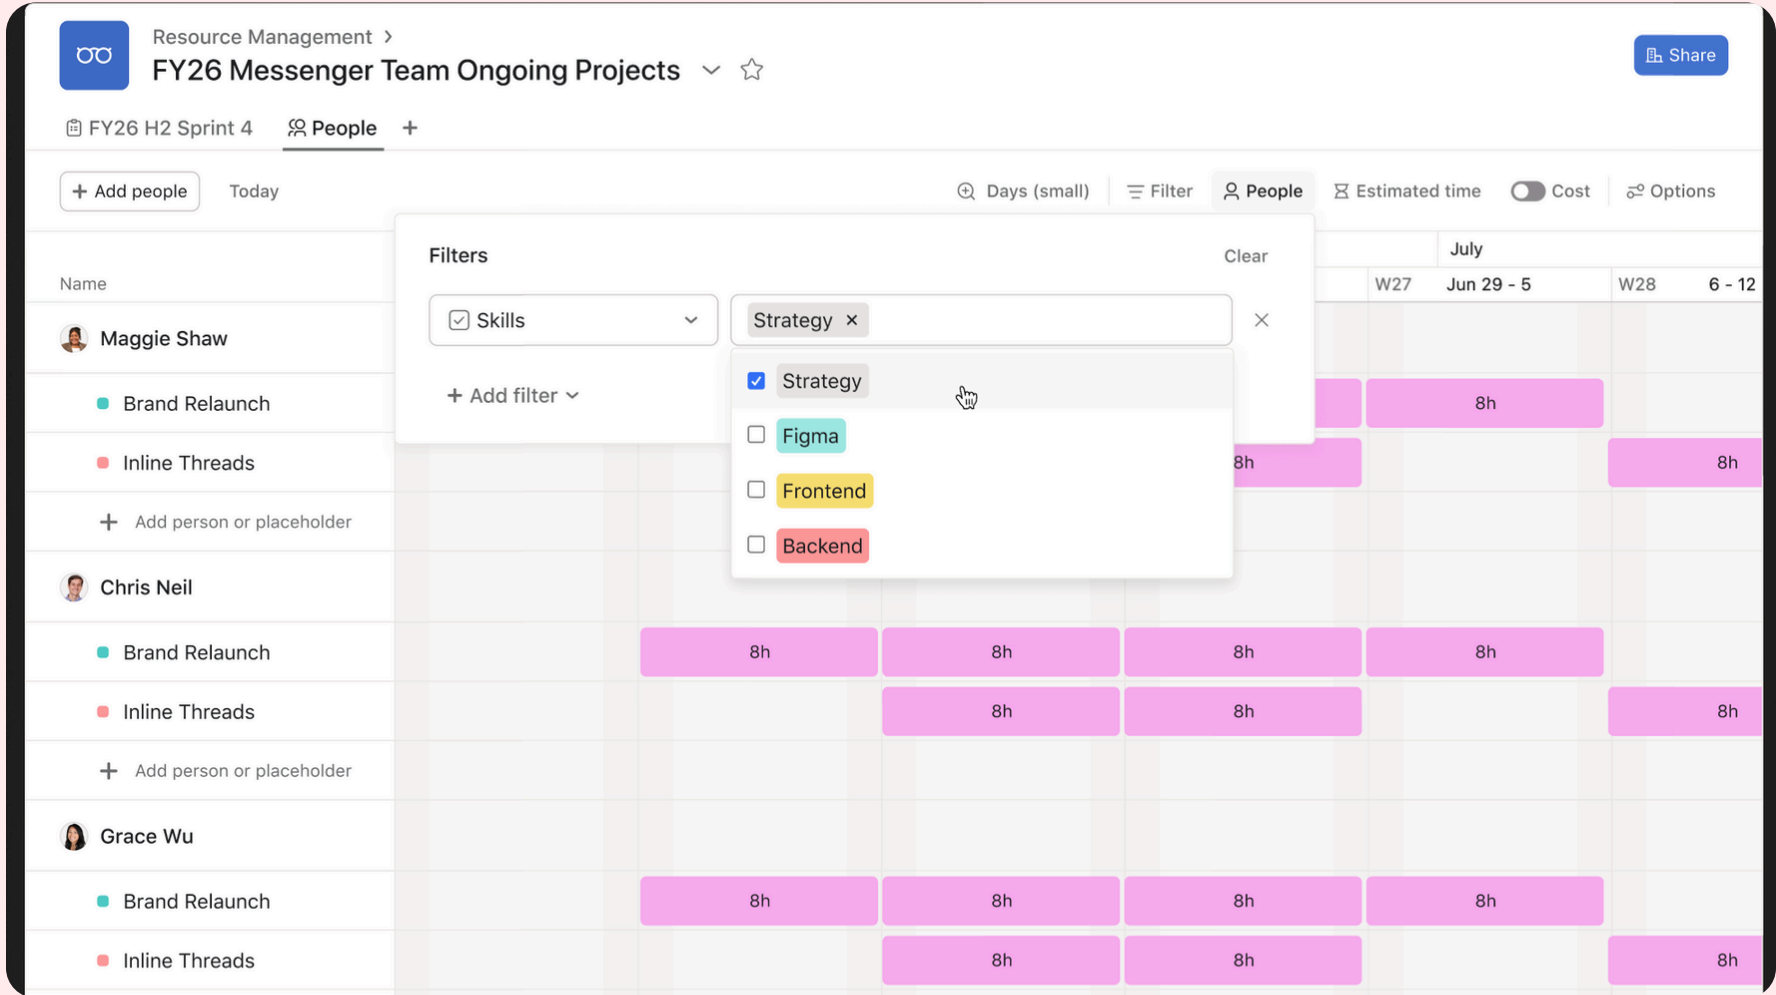 Resource Management
FY26 Messenger Team Ongoing Projects
Share
FY26 H2 Sprint 4
People
Add people
Today
Days (small)
Filter
People
Estimated time
Cost
Options
Filters
Clear
Name
July
W27 Jun 29 - 5
W28 6 - 12
Skills
Strategy
Add filter
Strategy
Figma
Frontend
Backend
Maggie Shaw
Brand Relaunch
8h
Inline Threads
8h 8h
Add person or placeholder
Chris Neil
Brand Relaunch
8h 8h 8h 8h
Inline Threads
8h 8h 8h
Add person or placeholder
Grace Wu
Brand Relaunch
8h 8h 8h 8h
Inline Threads
8h 8h 8h